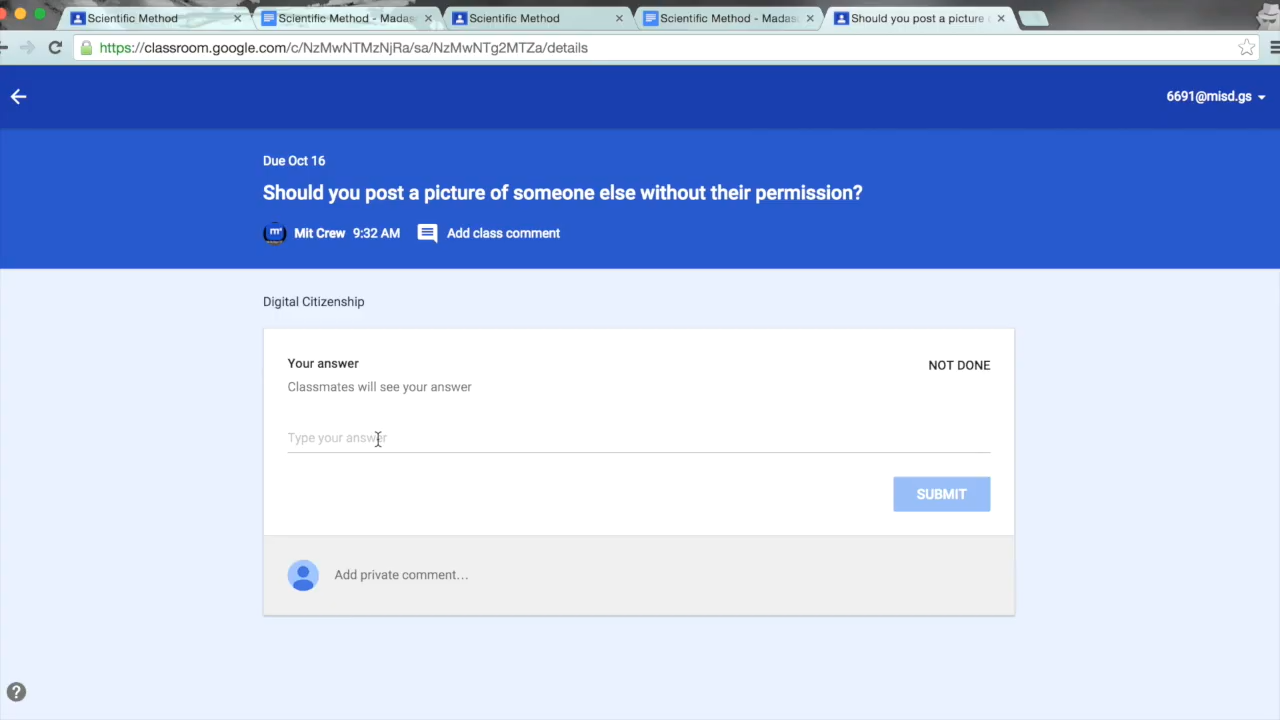 Scientific Method
Scientific Method - Madas
Scientific Method
Scientific Method - Madas
Should you post a picture
https://classroom.google.com/c/NzMwNTMzNjRa/sa/NzMwNTg2MTZa/details
6691@misd.gs
Due Oct 16
Should you post a picture of someone else without their permission?
m
Mit Crew 9:32 AM Add class comment
Digital Citizenship
Your answer
NOT DONE
Classmates will see your answer
Type your answer
SUBMIT
Add private comment...
?